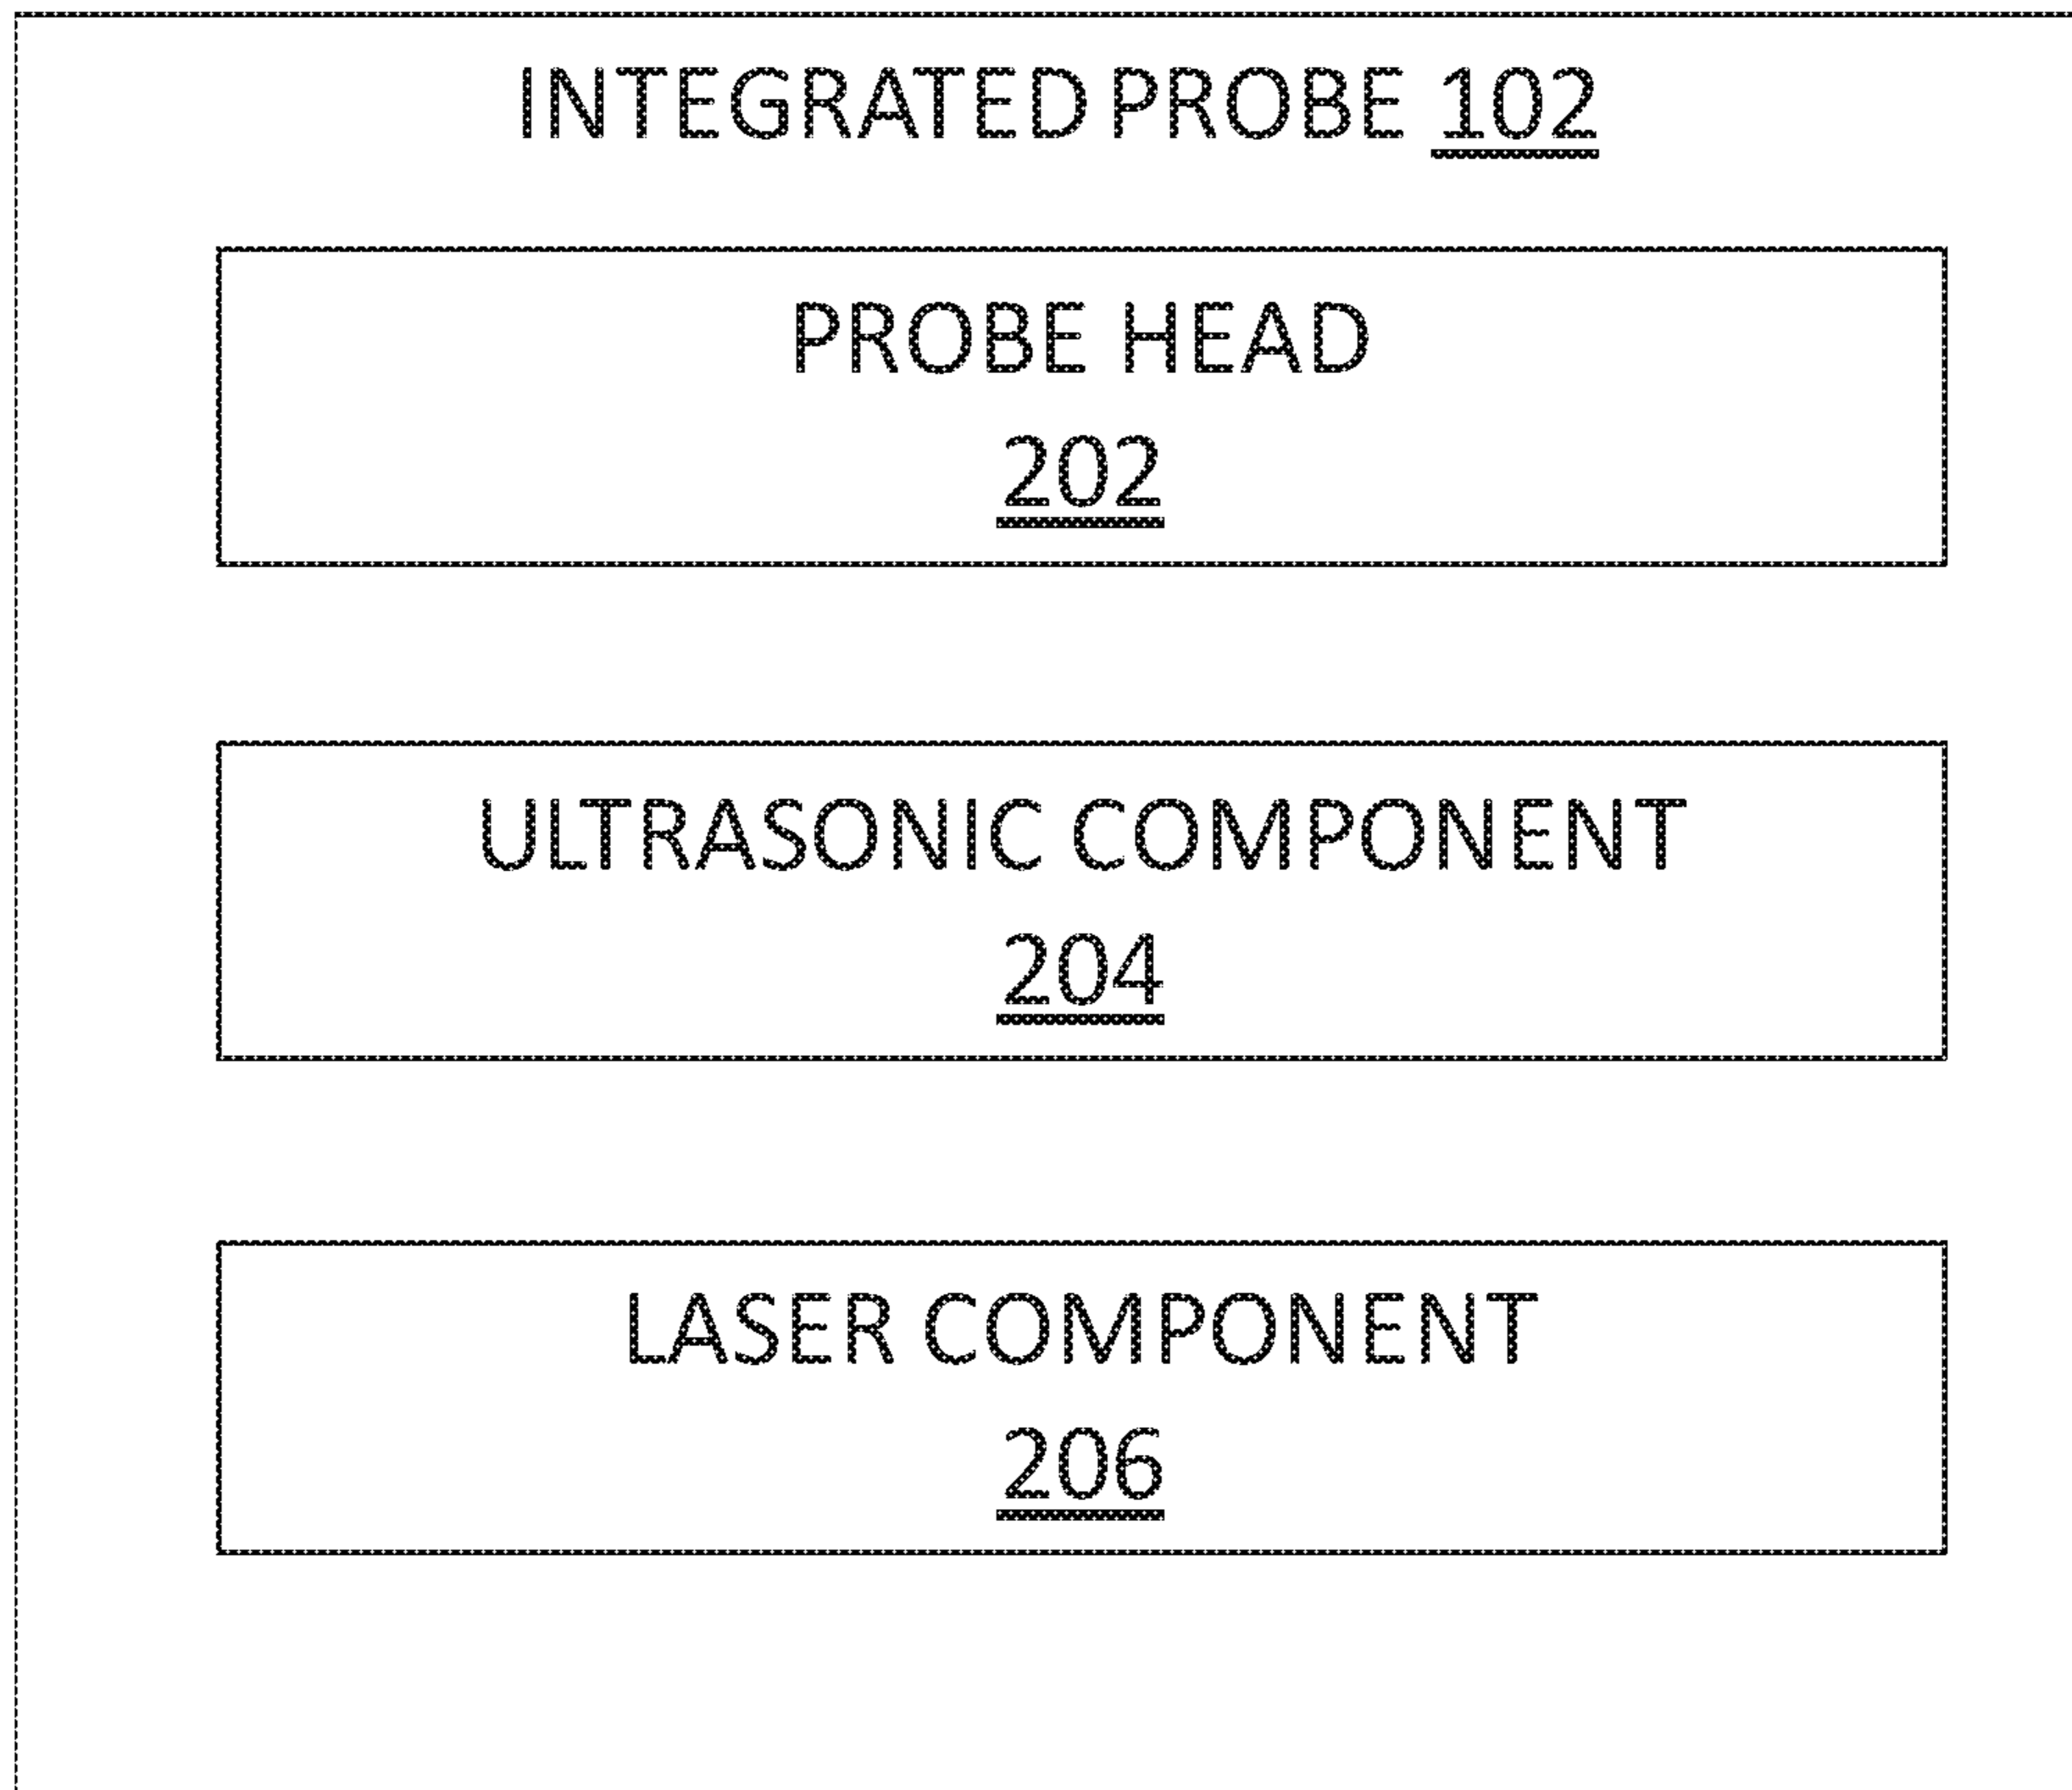 INTEGRATED PROBE 102
PROBE HEAD
202
ULTRASONIC COMPONENT
204
LASER COMPONENT
206